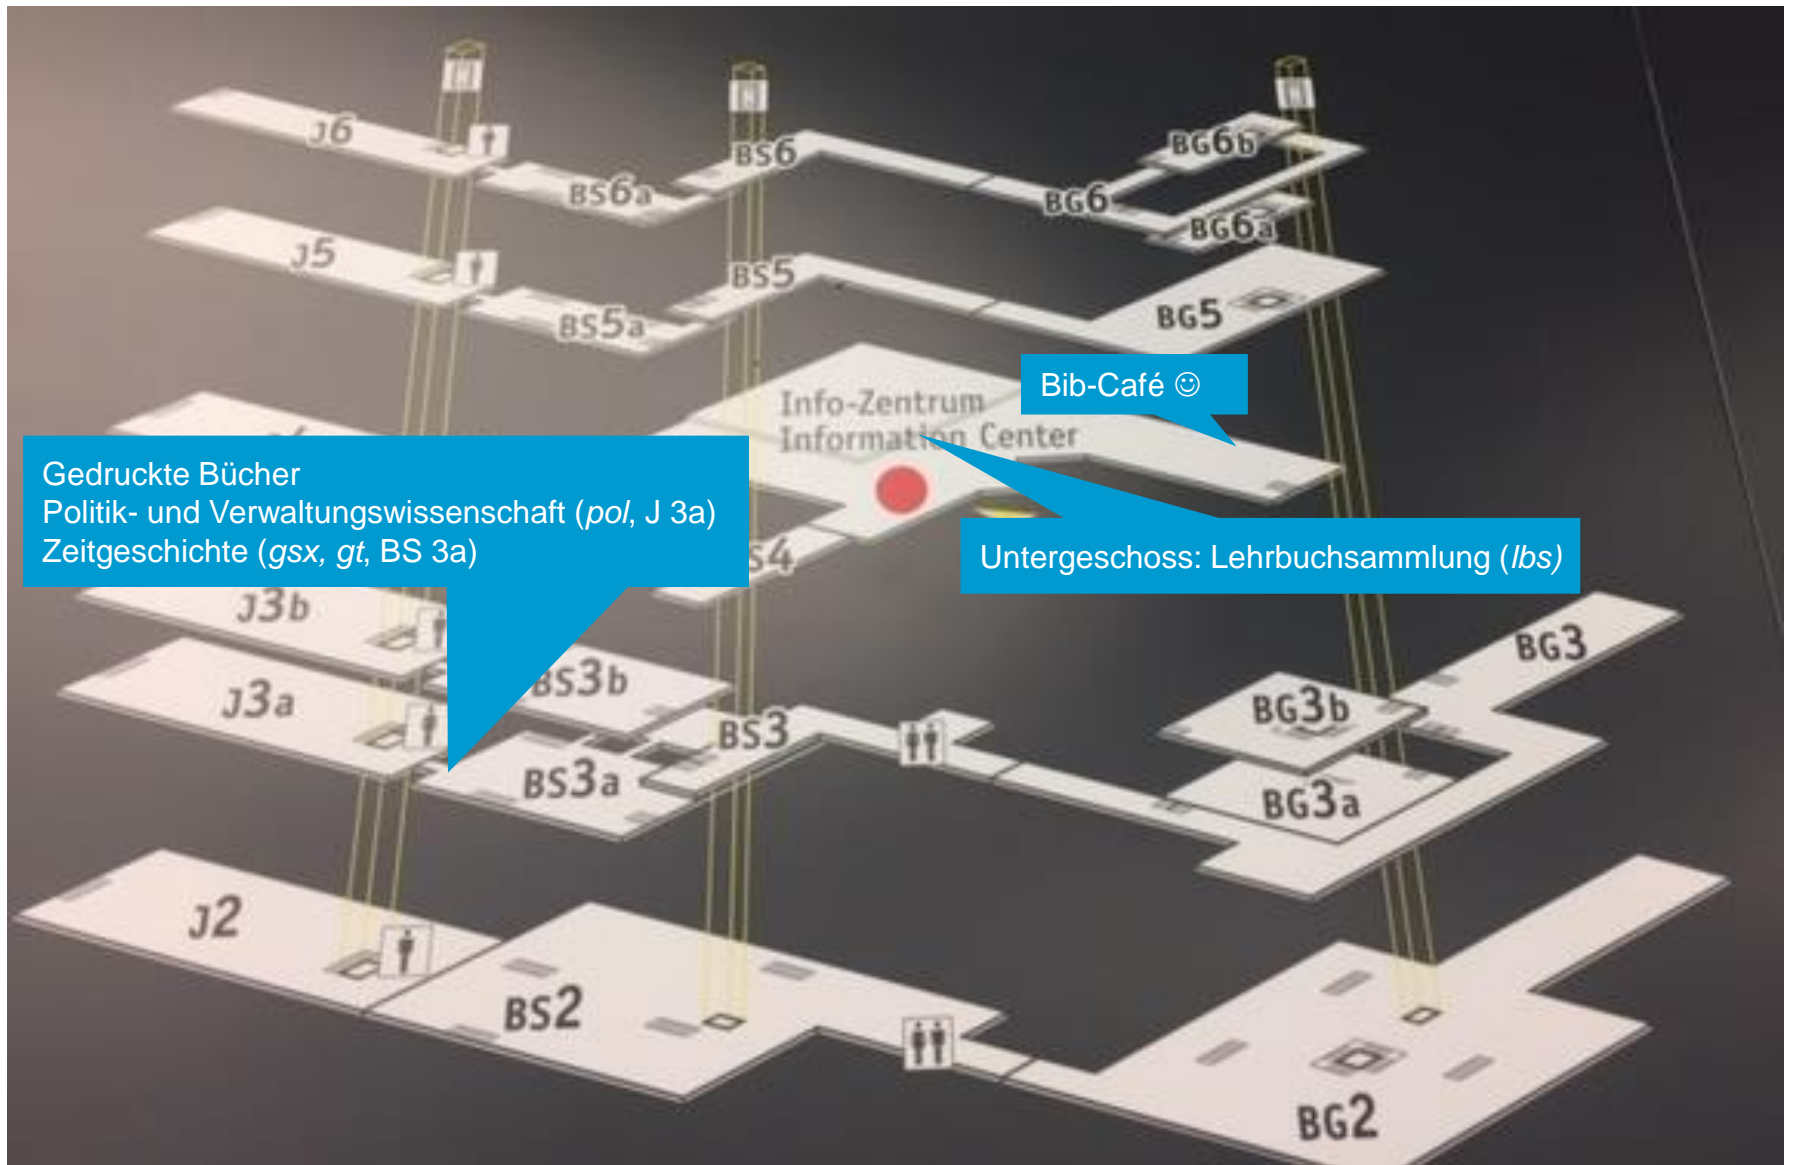 J6
BS6a
BS6
BG6
BG6b
BG6a
J5
BS5a
BS5
BG5
Info-Zentrum
Information Center
Bib-Café ☺
Gedruckte Bücher
Politik- und Verwaltungswissenschaft (pol, J 3a)
Zeitgeschichte (gsx, gt, BS 3a)
S4
Untergeschoss: Lehrbuchsammlung (lbs)
J3b
BS3b
J3a
BS3a
BS3
BG3
BG3b
BG3a
J2
BS2
BG2